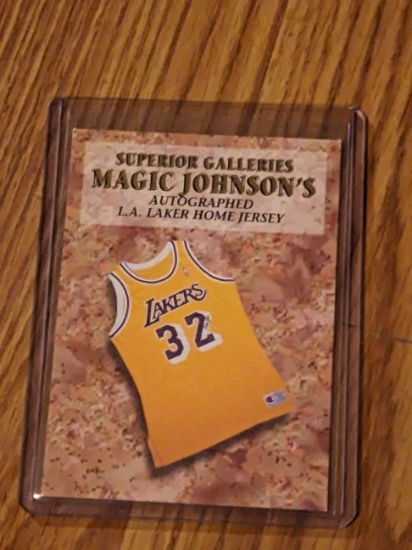 SUPERIOR GALLERIES
MAGIC JOHNSON'S
AUTOGRAPHED
L.A. LAKER HOME JERSEY
LAKERS
32